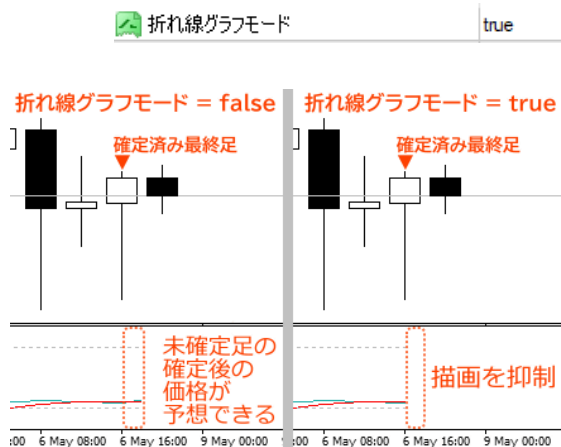 折れ線グラフモード true
折れ線グラフモード = false
折れ線グラフモード = true
確定済み最終足
確定済み最終足
未確定足の
確定後の
価格が
予想できる
描画を抑制
:00 6 May 08:00 6 May 16:00 9 May 00:00
:00 6 May 08:00 6 May 16:00 9 May 00:00